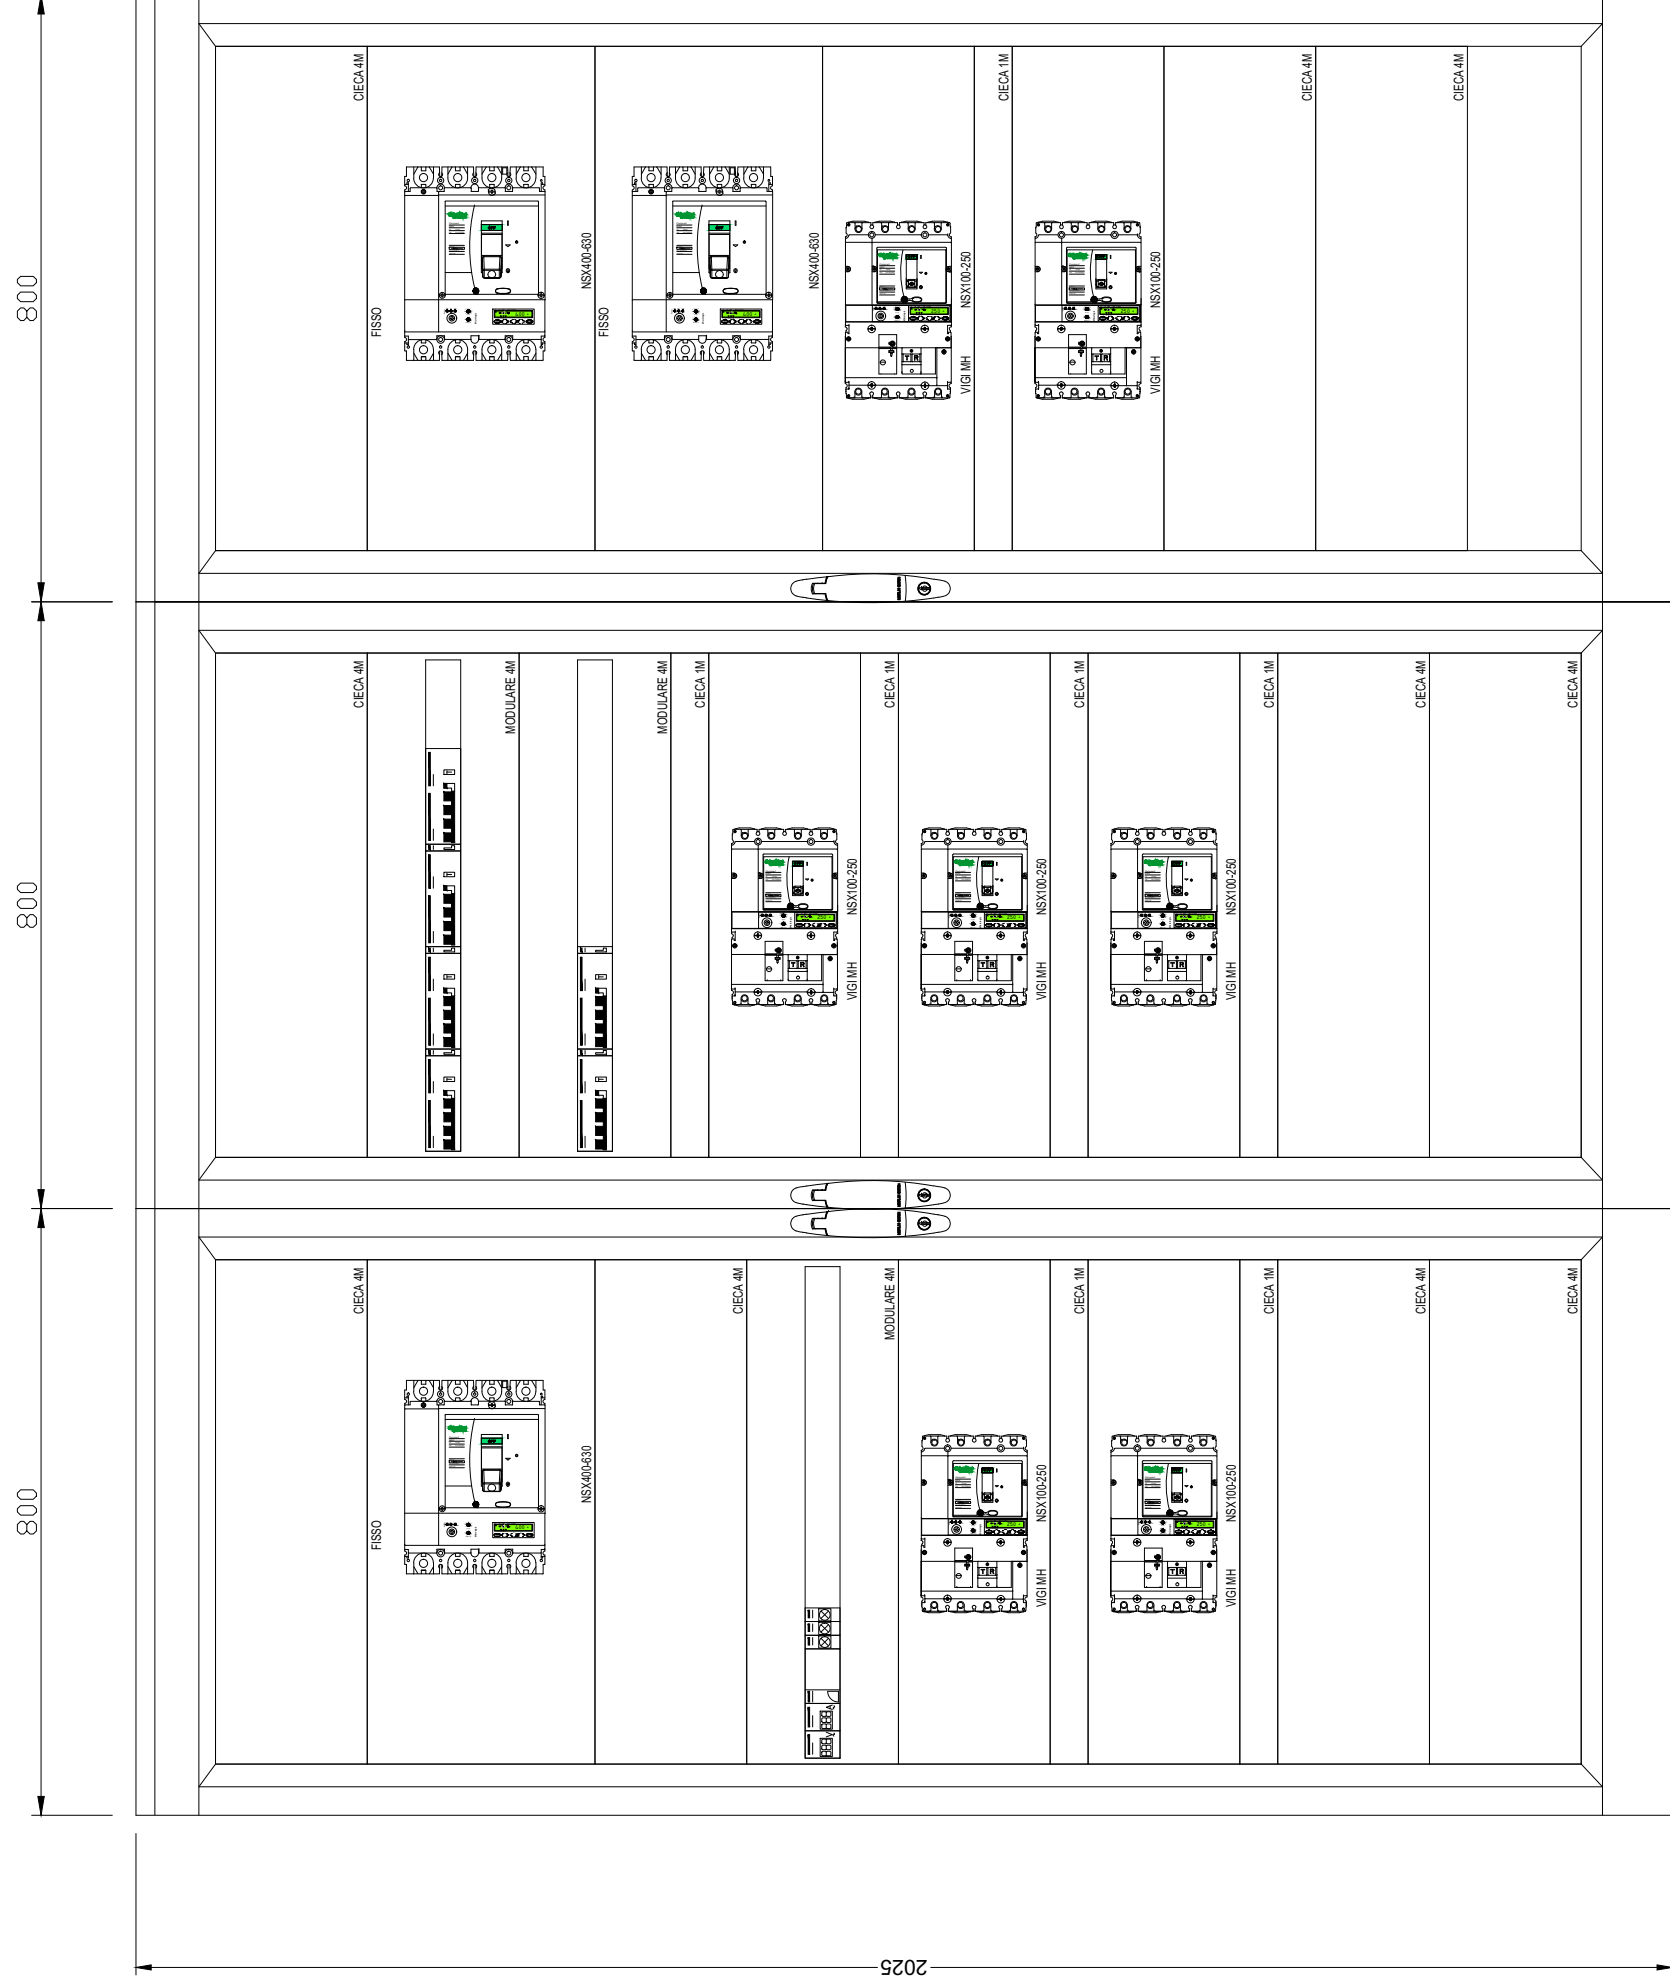 800
800
800
2025
CIECA 4M
FISSO
OFF
NSX400-630
CIECA 4M
V
A
MODULARE 4M
T R
VIGI MH NSX100-250
CIECA 1M
T R
VIGI MH NSX100-250
CIECA 1M
CIECA 4M
CIECA 4M
CIECA 4M
MODULARE 4M
MODULARE 4M
CIECA 1M
T R
VIGI MH NSX100-250
CIECA 1M
T R
VIGI MH NSX100-250
CIECA 1M
T R
VIGI MH NSX100-250
CIECA 1M
CIECA 4M
CIECA 4M
CIECA 4M
FISSO
OFF
NSX400-630
FISSO
OFF
NSX400-630
T R
VIGI MH NSX100-250
CIECA 1M
T R
VIGI MH NSX100-250
CIECA 4M
CIECA 4M